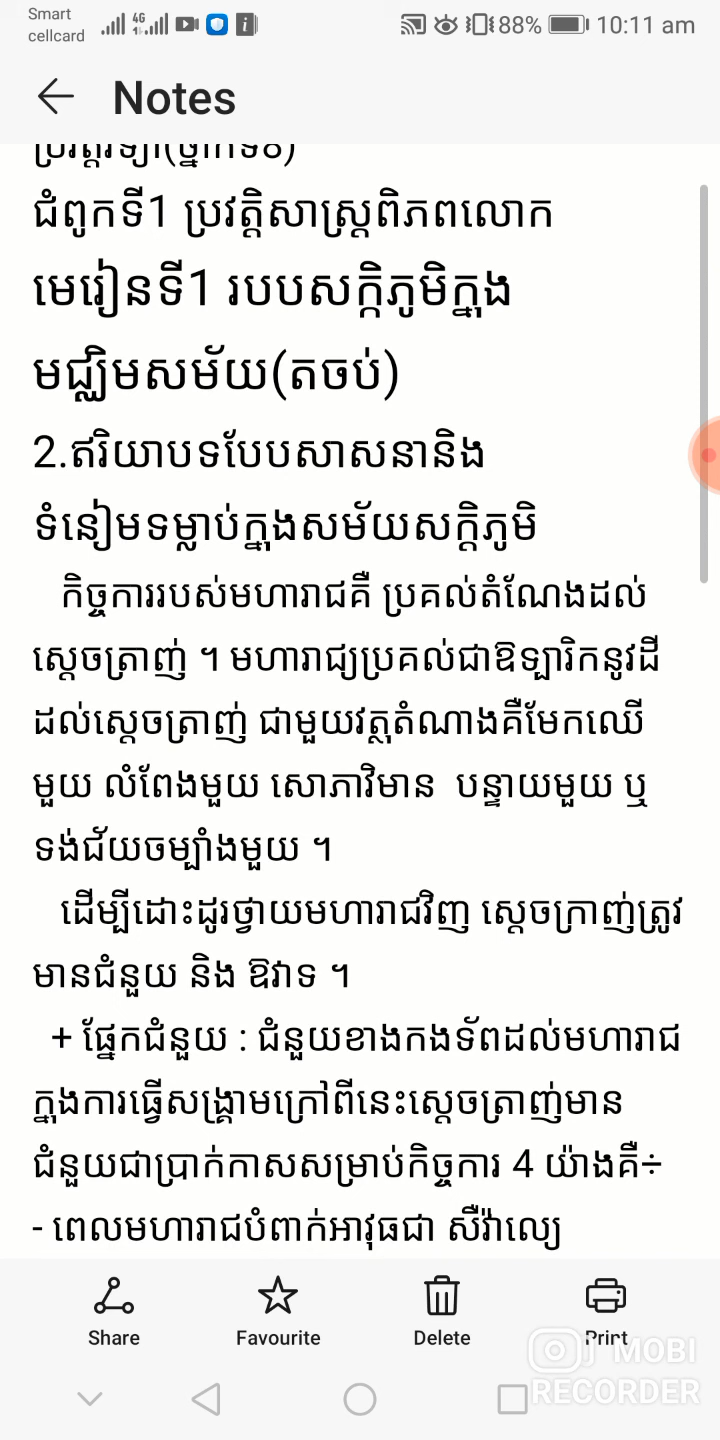 Smart
cellcard
4G
88%
10:11 am
Notes
ជំពូកទី1 ប្រវត្តិសាស្ត្រពិភពលោក
មេរៀនទី1 របបសក្តិភូមិក្នុង
មជ្ឈិមសម័យ(តចប់)
2.ឥរិយាបទបែបសាសនានិង
ទំនៀមទម្លាប់ក្នុងសម័យសក្តិភូមិ
កិច្ចការរបស់មហារាជគឺ ប្រគល់តំណែងដល់
ស្តេចត្រាញ់ ។ មហារាជ្យប្រគល់ជាឱទ្បារិកនូវដី
ដល់ស្តេចត្រាញ់ ជាមួយវត្ថុតំណាងគឺមែកឈើ
មួយ លំពែងមួយ សោភាវិមាន បន្ទាយមួយ ឬ
ទង់ជ័យចម្បាំងមួយ ។
ដើម្បីដោះដូរថ្វាយមហារាជវិញ ស្តេចក្រាញ់ត្រូវ
មានជំនួយ និង ឱវាទ ។
+ ផ្នែកជំនួយ : ជំនួយខាងកងទ័ពដល់មហារាជ
ក្នុងការធ្វើសង្គ្រាមក្រៅពីនេះស្តេចត្រាញ់មាន
ជំនួយជាប្រាក់កាសសម្រាប់កិច្ចការ 4 យ៉ាងគឺ÷
- ពេលមហារាជបំពាក់អាវុធជា សឺវ៉ាល្យេ
Share
Favourite
Delete
Print
MOBI
RECORDER